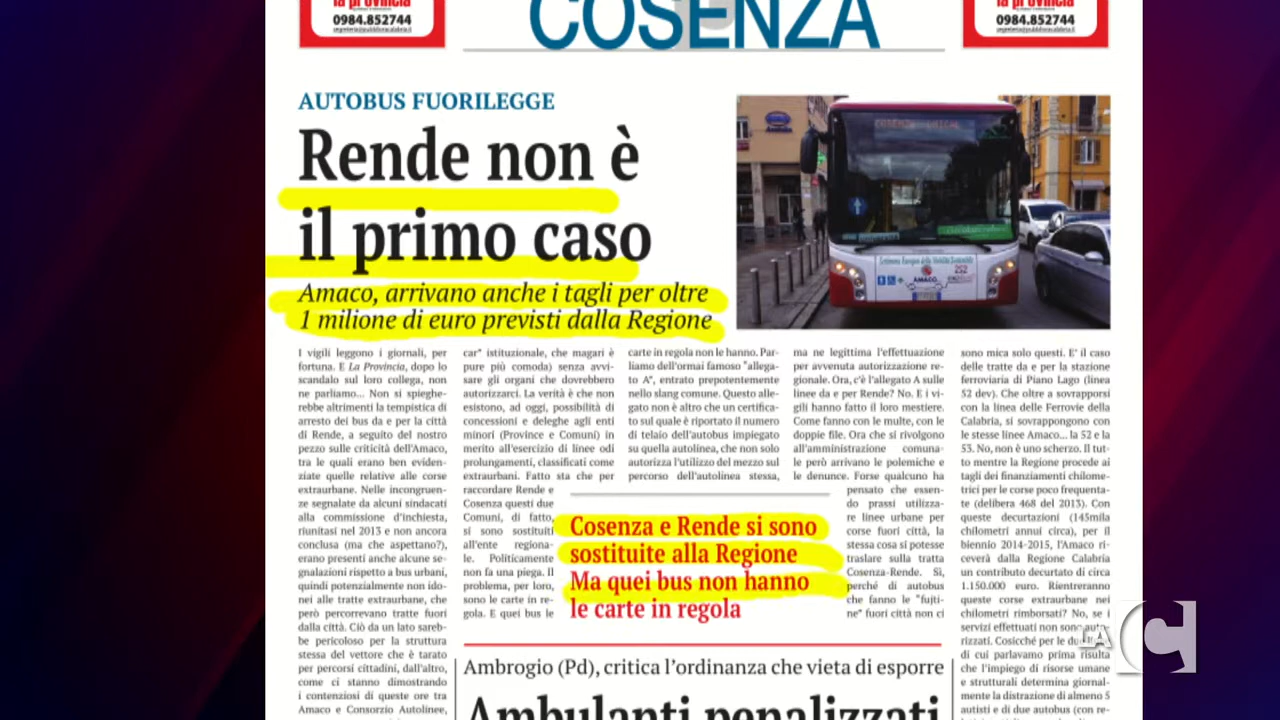 la provincia
0984.852744
segreteria@pubblifoncalabria.it
COSENZA
la provincia
0984.852744
segreteria@pubblifoncalabria.it
AUTOBUS FUORILEGGE
Rende non è
il primo caso
Amaco, arrivano anche i tagli per oltre
1 milione di euro previsti dalla Regione
COSENZA
252
AMACO
I vigili leggono i giornali, per
fortuna. E La Provincia, dopo lo
scandalo sul loro collega, non
ne parliamo... Non si spieghe-
rebbe altrimenti la tempistica di
arresto dei bus da e per la città
di Rende, a seguito del nostro
pezzo sulle criticità dell'Amaco,
tra le quali erano ben eviden-
ziate quelle relative alle corse
extraurbane. Nelle incongruen-
ze segnalate da alcuni sindacati
alla commissione d'inchiesta,
riunitasi nel 2013 e non ancora
conclusa (ma che aspettano?),
erano presenti anche alcune se-
gnalazioni rispetto a bus urbani,
quindi potenzialmente non ido-
nei alle tratte extraurbane, che
però percorrevano tratte fuori
dalla città. Ciò da un lato sareb-
be pericoloso per la struttura
stessa del vettore che è tarato
per percorsi cittadini, dall'altro,
come ci stanno dimostrando
i contenziosi di queste ore tra
Amaco e Consorzio Autolinee,
car" istituzionale, che magari è
pure più comoda) senza avvi-
sare gli organi che dovrebbero
autorizzarci. La verità è che non
esistono, ad oggi, possibilità di
concessioni e deleghe agli enti
minori (Province e Comuni) in
merito all'esercizio di linee odi
prolungamenti, classificati come
extraurbani. Fatto sta che per
raccordare Rende e
Cosenza questi due
Comuni, di fatto,
si sono sostituiti
all'ente regiona-
le. Politicamente
non fa una piega. Il
problema, per loro,
sono le carte in re-
gola. E quei bus le
carte in regola non le hanno. Par-
liamo dell'ormai famoso "allega-
to A", entrato prepotentemente
nello slang comune. Questo alle-
gato non è altro che un certifica-
to sul quale è riportato il numero
di telaio dell'autobus impiegato
su quella autolinea, che non solo
autorizza l'utilizzo del mezzo sul
percorso dell'autolinea stessa,
Cosenza e Rende si sono
sostituite alla Regione
Ma quei bus non hanno
le carte in regola
ma ne legittima l'effettuazione
per avvenuta autorizzazione re-
gionale. Ora, c'è l'allegato A sulle
linee da e per Rende? No. E i vi-
gili hanno fatto il loro mestiere.
Come fanno con le multe, con le
doppie file. Ora che si rivolgono
all'amministrazione comuna-
le però arrivano le polemiche e
le denunce. Forse qualcuno ha
pensato che essen-
do prassi utilizza-
re linee urbane per
corse fuori città, la
stessa cosa si potesse
traslare sulla tratta
Cosenza-Rende. Sì,
perché di autobus
che fanno le "fujti-
ne" fuori città non ci
sono mica solo questi. E' il caso
delle tratte da e per la stazione
ferroviaria di Piano Lago (linea
52 dev). Che oltre a sovrapporsi
con la linea delle Ferrovie della
Calabria, si sovrappongono con
le stesse linee Amaco... la 52 e la
53. No, non è uno scherzo. Il tut-
to mentre la Regione procede ai
tagli dei finanziamenti chilome-
trici per le corse poco frequenta-
te (delibera 468 del 2013). Con
queste decurtazioni (145mila
chilometri annui circa), per il
biennio 2014-2015, l'Amaco ri-
ceverà dalla Regione Calabria
un contributo decurtato di circa
1.150.000 euro. Rientreranno
queste corse extraurbane nei
chilometri rimborsati? No, se i
servizi effettuati non sono auto-
rizzati. Cosicché per le due
di cui parlavamo prima risulta
che l'impiego di risorse umane
e strutturali determina giornal-
mente la distrazione di almeno 5
autisti e di due autobus (con re-
Ambrogio (Pd), critica l'ordinanza che vieta di esporre
Ambulanti penalizzati
LA C